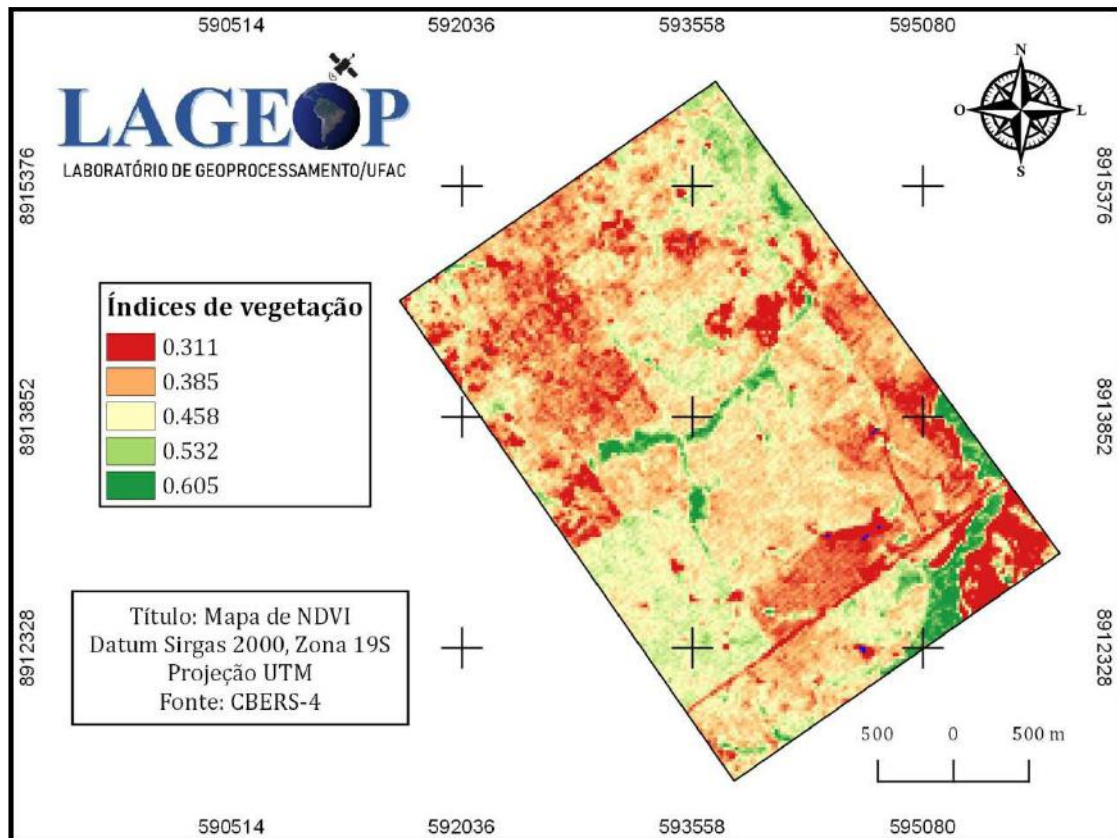 590514 592036 593558 595080
LAGEOP
LABORATÓRIO DE GEOPROCESSAMENTO/UFAC
N
O L
S
8915376 8915376
Índices de vegetação
0.311
0.385
0.458
0.532
0.605
8913852 8913852
Título: Mapa de NDVI
Datum Sirgas 2000, Zona 19S
Projeção UTM
Fonte: CBERS-4
8912328 8912328
500 0 500 m
590514 592036 593558 595080